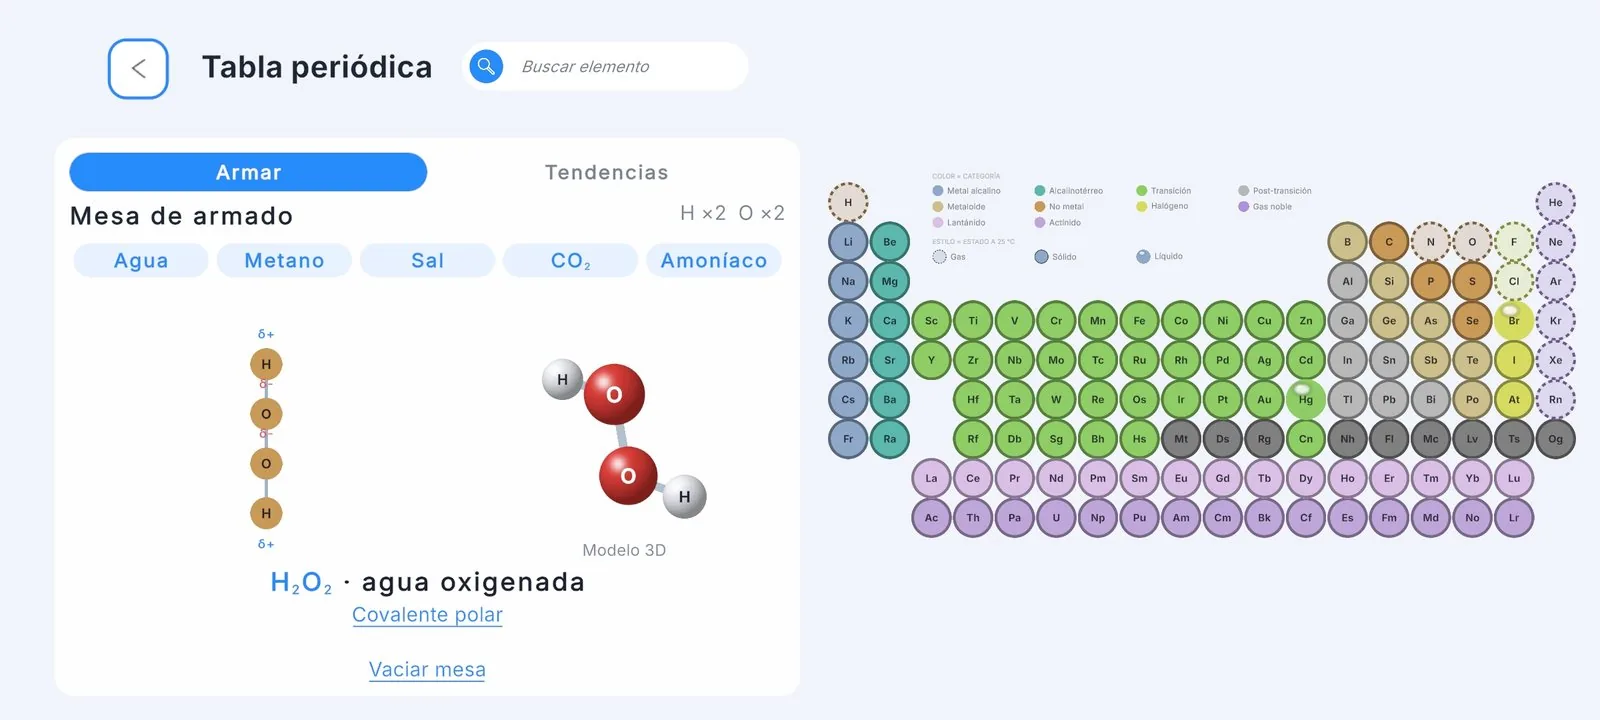 Tabla periódica
Buscar elemento
Armar
Tendencias
Mesa de armado
H ×2 O ×2
Agua
Metano
Sal
CO₂
Amoníaco
δ+
H
δ-
O
δ-
O
H
δ+
H
O
O
H
Modelo 3D
H₂O₂ · agua oxigenada
Covalente polar
Vaciar mesa
COLOR = CATEGORÍA
Metal alcalino Alcalinotérreo Transición Post-transición
Metaloide No metal Halógeno Gas noble
Lantánido Actínido
ESTILO = ESTADO A 25 °C
Gas Sólido Líquido
H He
Li Be B C N O F Ne
Na Mg Al Si P S Cl Ar
K Ca Sc Ti V Cr Mn Fe Co Ni Cu Zn Ga Ge As Se Br Kr
Rb Sr Y Zr Nb Mo Tc Ru Rh Pd Ag Cd In Sn Sb Te I Xe
Cs Ba Hf Ta W Re Os Ir Pt Au Hg Tl Pb Bi Po At Rn
Fr Ra Rf Db Sg Bh Hs Mt Ds Rg Cn Nh Fl Mc Lv Ts Og
La Ce Pr Nd Pm Sm Eu Gd Tb Dy Ho Er Tm Yb Lu
Ac Th Pa U Np Pu Am Cm Bk Cf Es Fm Md No Lr